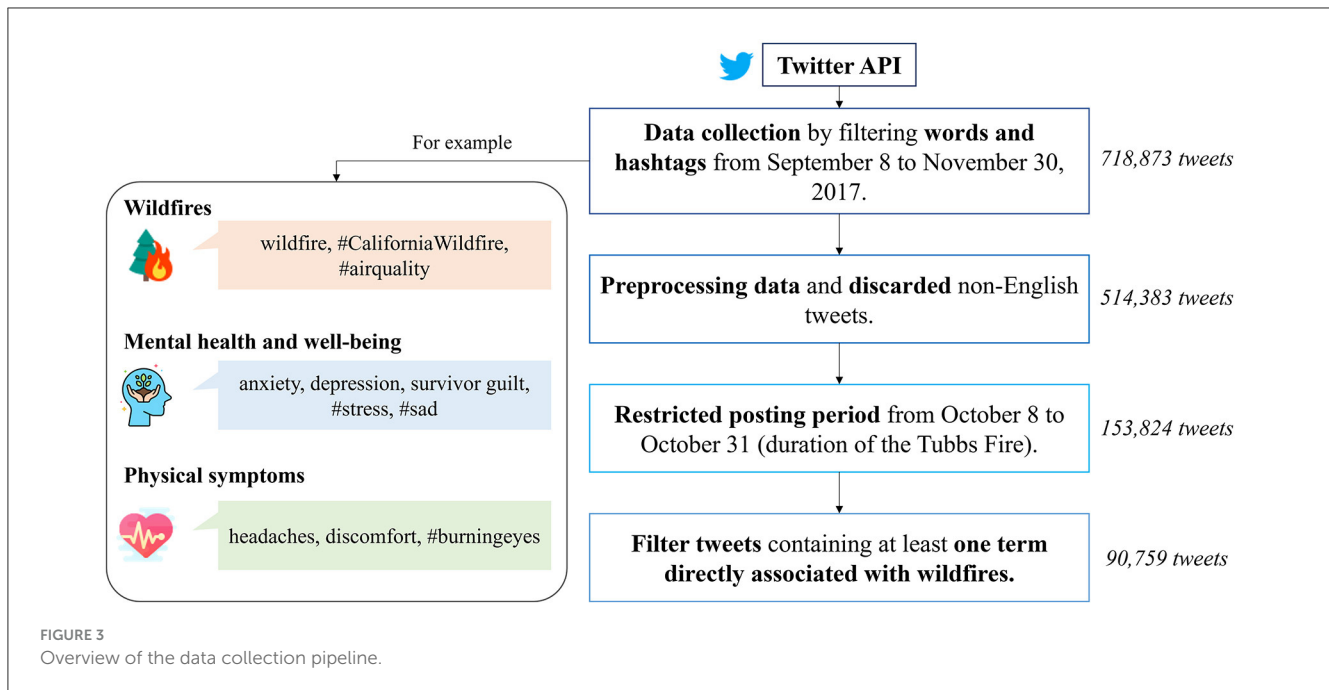 Twitter API
Data collection by filtering words and
hashtags from September 8 to November 30,
2017.
718,873 tweets
For example
Wildfires
wildfire, #CaliforniaWildfire,
#airquality
Mental health and well-being
anxiety, depression, survivor guilt,
#stress, #sad
Physical symptoms
headaches, discomfort, #burningeyes
Preprocessing data and discarded non-English
tweets.
514,383 tweets
Restricted posting period from October 8 to
October 31 (duration of the Tubbs Fire).
153,824 tweets
Filter tweets containing at least one term
directly associated with wildfires.
90,759 tweets
FIGURE 3
Overview of the data collection pipeline.